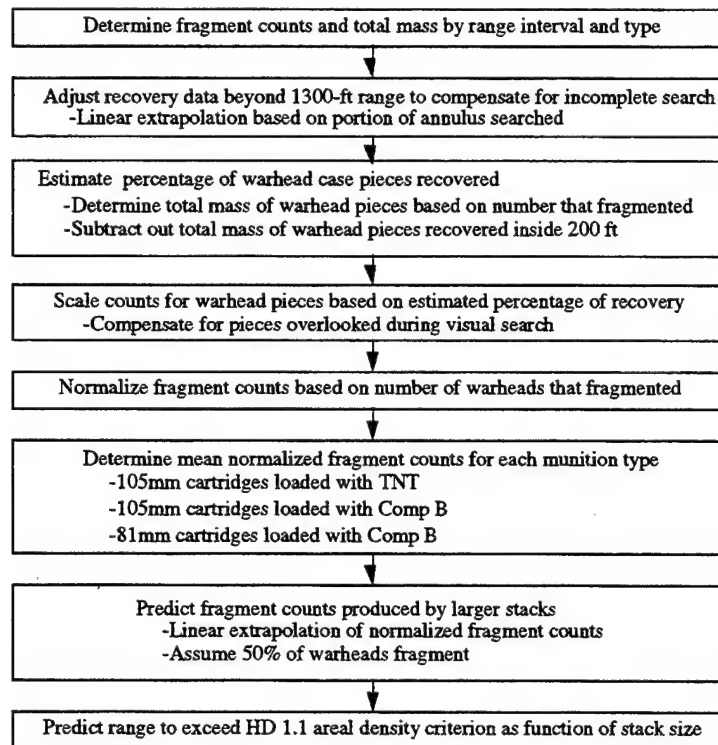 Determine fragment counts and total mass by range interval and type
Adjust recovery data beyond 1300-ft range to compensate for incomplete search
-Linear extrapolation based on portion of annulus searched
Estimate percentage of warhead case pieces recovered
-Determine total mass of warhead pieces based on number that fragmented
-Subtract out total mass of warhead pieces recovered inside 200 ft
Scale counts for warhead pieces based on estimated percentage of recovery
-Compensate for pieces overlooked during visual search
Normalize fragment counts based on number of warheads that fragmented
Determine mean normalized fragment counts for each munition type
-105mm cartridges loaded with TNT
-105mm cartridges loaded with Comp B
-81mm cartridges loaded with Comp B
Predict fragment counts produced by larger stacks
-Linear extrapolation of normalized fragment counts
-Assume 50% of warheads fragment
Predict range to exceed HD 1.1 areal density criterion as function of stack size